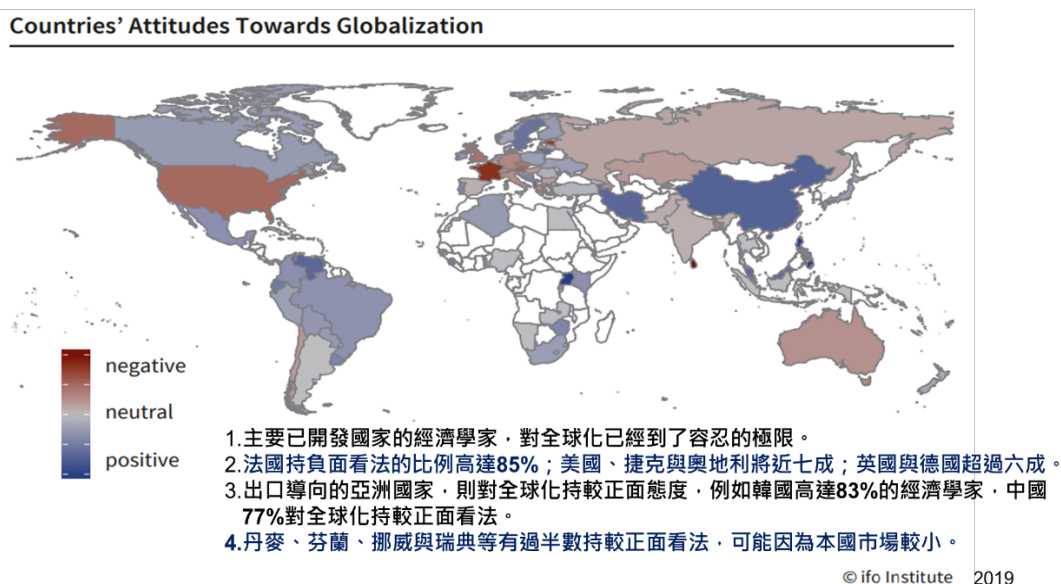 Countries' Attitudes Towards Globalization
negative
neutral
positive
1.主要已開發國家的經濟學家，對全球化已經到了容忍的極限。
2.法國持負面看法的比例高達85%；美國、捷克與奧地利將近七成；英國與德國超過六成。
3.出口導向的亞洲國家，則對全球化持較正面態度，例如韓國高達83%的經濟學家，中國
77%對全球化持較正面看法。
4.丹麥、芬蘭、挪威與瑞典等有過半數持較正面看法，可能因為本國市場較小。
© ifo Institute 2019